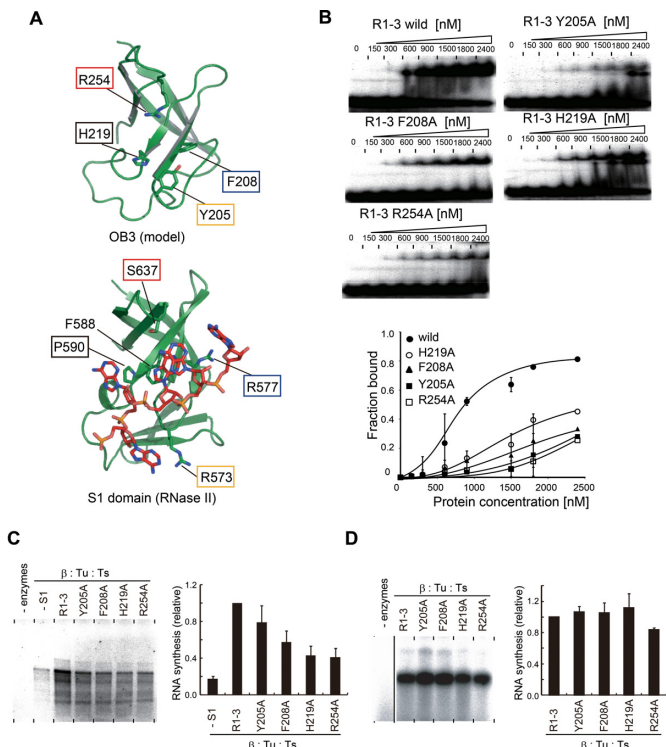 A
R254
H219
F208
Y205
OB3 (model)
S637
F588
P590
R577
R573
S1 domain (RNase II)
B
R1-3 wild [nM]
0 150 300 600 900 1200 1500 1800 2400
R1-3 Y205A [nM]
0 150 300 600 900 1200 1500 1800 2400
R1-3 F208A [nM]
0 150 300 600 900 1200 1500 1800 2400
R1-3 H219A [nM]
0 150 300 600 900 1200 1500 1800 2400
R1-3 R254A [nM]
0 150 300 600 900 1200 1500 1800 2400
Fraction bound
1.0
0.8
0.6
0.4
0.2
0
wild
H219A
F208A
Y205A
R254A
0 500 1000 1500 2000 2500
Protein concentration [nM]
C
- enzymes
β : Tu : Ts
- S1
R1-3
Y205A
F208A
H219A
R254A
RNA synthesis (relative)
1.2
0.8
0.4
0
- S1
R1-3
Y205A
F208A
H219A
R254A
β : Tu : Ts
D
- enzymes
β : Tu : Ts
R1-3
Y205A
F208A
H219A
R254A
RNA synthesis (relative)
1.2
0.8
0.4
0
R1-3
Y205A
F208A
H219A
R254A
β : Tu : Ts